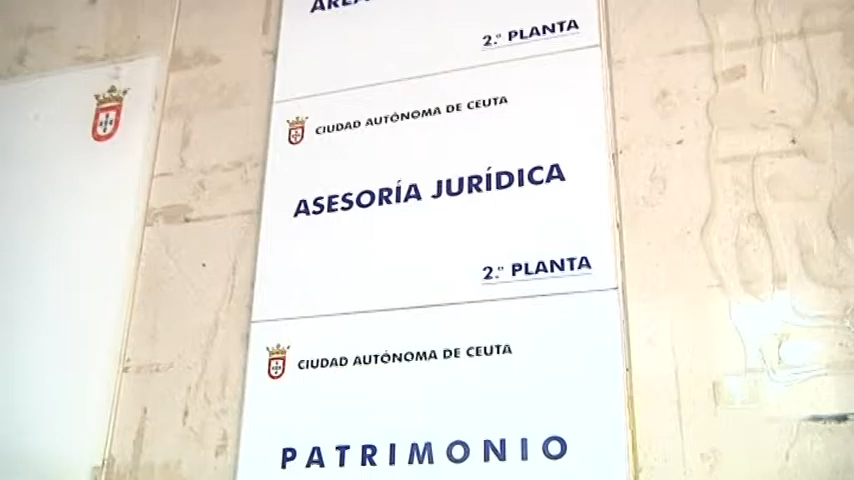 2.º PLANTA
CIUDAD AUTÓNOMA DE CEUTA
ASESORÍA JURÍDICA
2.º PLANTA
CIUDAD AUTÓNOMA DE CEUTA
PATRIMONIO